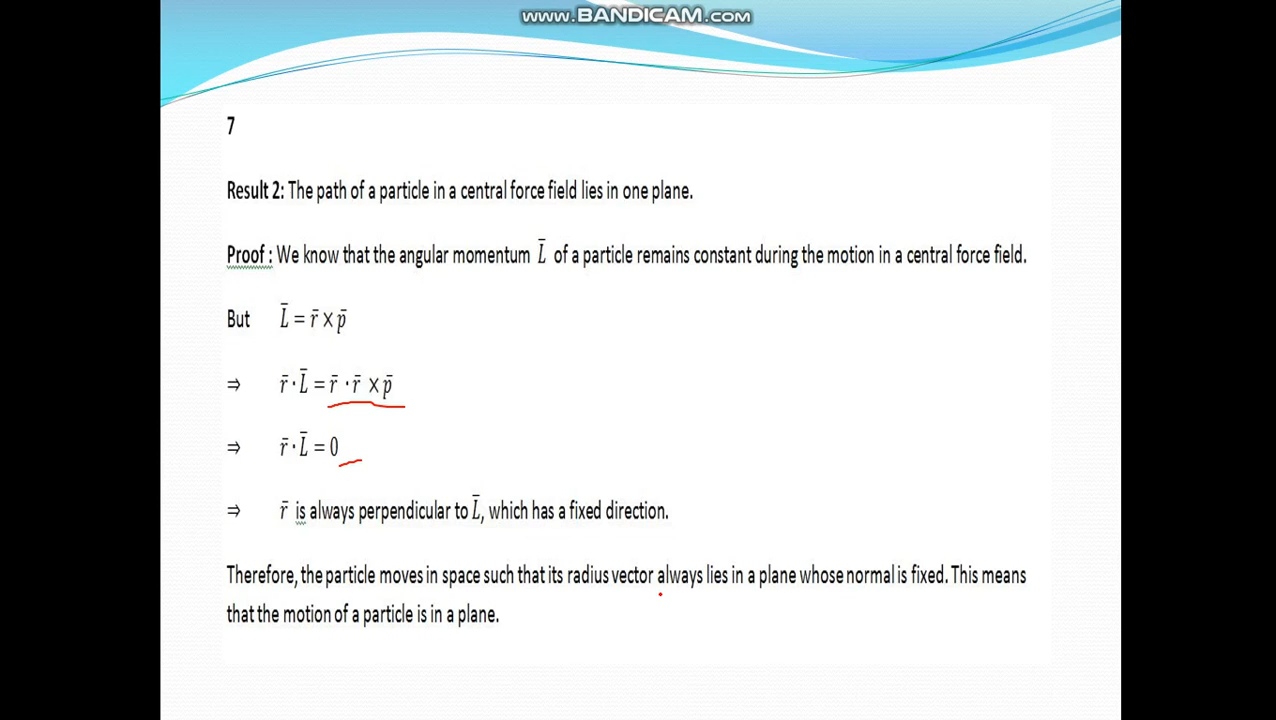 www.BANDICAM.com
7
Result 2: The path of a particle in a central force field lies in one plane.
Proof : We know that the angular momentum L̄ of a particle remains constant during the motion in a central force field.
But L̄ = r̄ × p̄
⇒ r̄ · L̄ = r̄ · r̄ × p̄
⇒ r̄ · L̄ = 0
⇒ r̄ is always perpendicular to L̄, which has a fixed direction.
Therefore, the particle moves in space such that its radius vector always lies in a plane whose normal is fixed. This means
that the motion of a particle is in a plane.